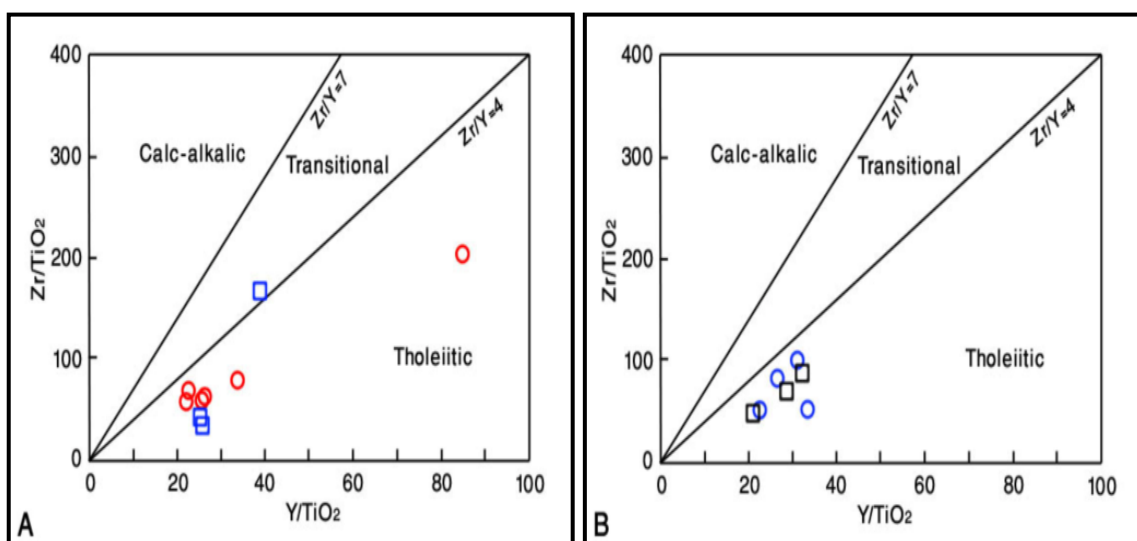 400
300
200
100
0
Zr/TiO₂
Zr/Y=7
Zr/Y=4
Calc-alkalic
Transitional
Tholeiitic
0 20 40 60 80 100
Y/TiO₂
A
400
300
200
100
0
Zr/TiO₂
Zr/Y=7
Zr/Y=4
Calc-alkalic
Transitional
Tholeiitic
0 20 40 60 80 100
Y/TiO₂
B